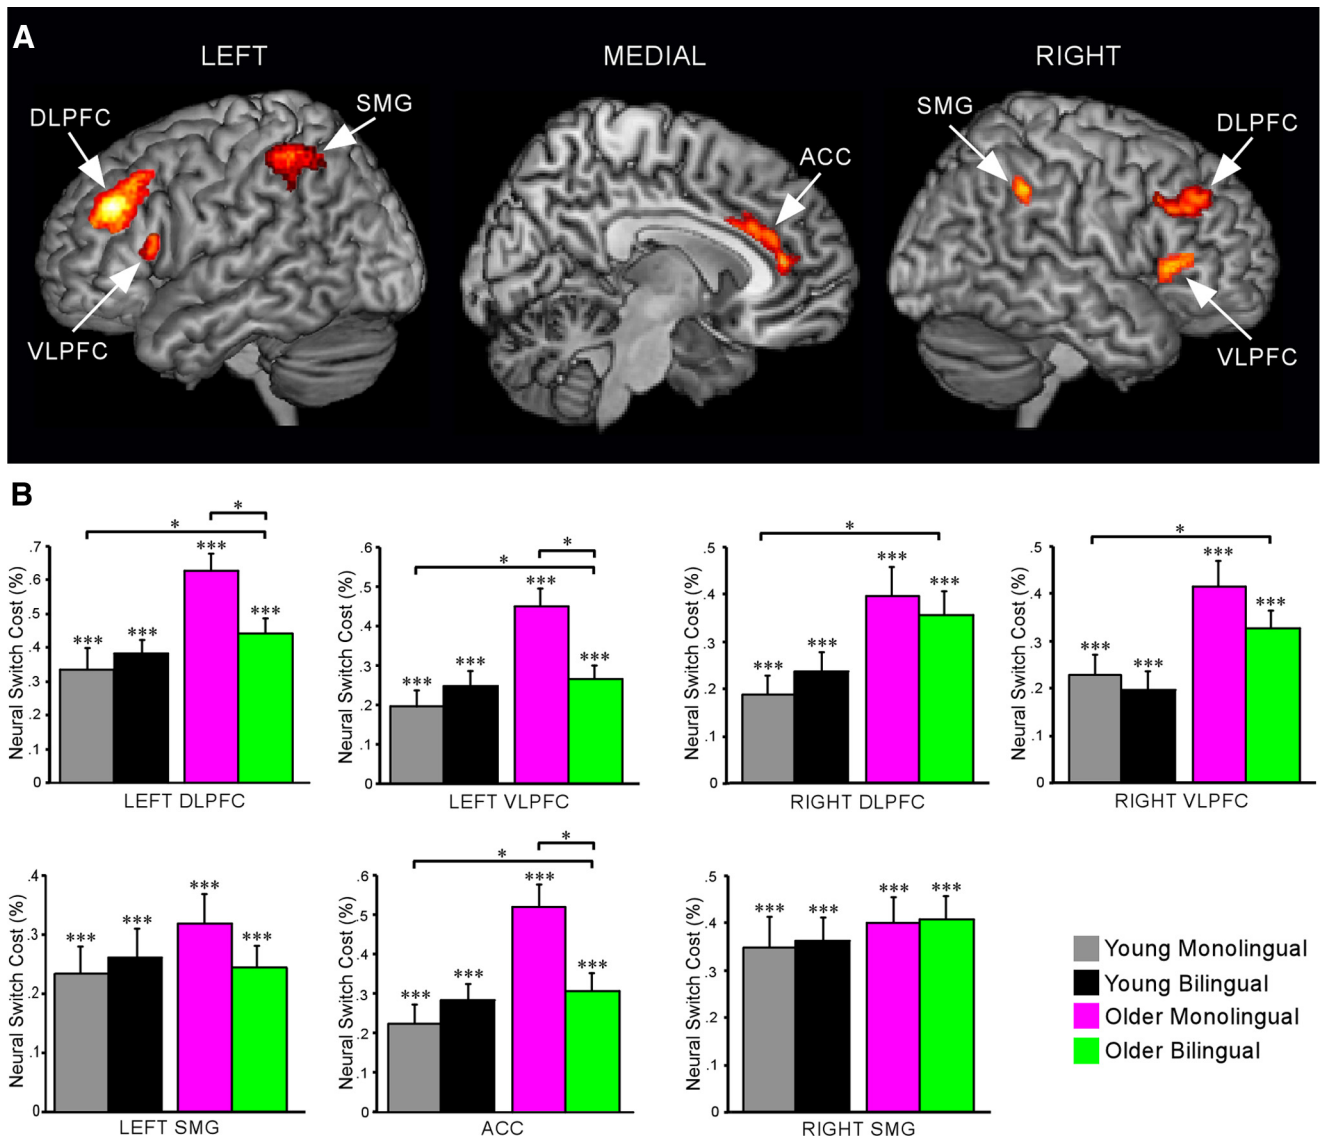 A
LEFT
MEDIAL
RIGHT
DLPFC
SMG
VLPFC
ACC
SMG
DLPFC
VLPFC
B
Neural Switch Cost (%)
.7
.6
.5
.4
.3
.2
.1
0
*
*
***
***
***
***
LEFT DLPFC
Neural Switch Cost (%)
.6
.5
.4
.3
.2
.1
0
*
*
***
***
***
***
LEFT VLPFC
Neural Switch Cost (%)
.5
.4
.3
.2
.1
0
*
***
***
***
***
RIGHT DLPFC
Neural Switch Cost (%)
.5
.4
.3
.2
.1
0
*
***
***
***
***
RIGHT VLPFC
Neural Switch Cost (%)
.4
.3
.2
.1
0
***
***
***
***
LEFT SMG
Neural Switch Cost (%)
.6
.5
.4
.3
.2
.1
0
*
*
***
***
***
***
ACC
Neural Switch Cost (%)
.5
.4
.3
.2
.1
0
***
***
***
***
RIGHT SMG
Young Monolingual
Young Bilingual
Older Monolingual
Older Bilingual